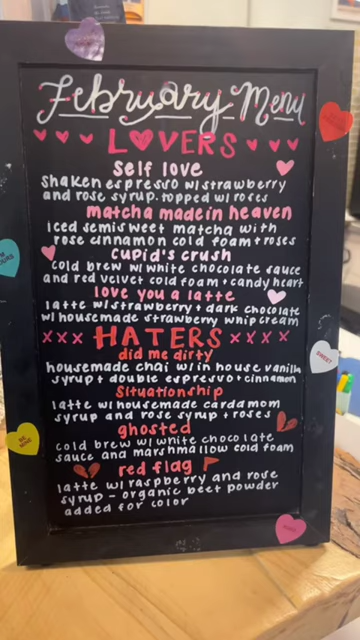 February Menu
LOVERS
self love
shaken espresso w/ strawberry
and rose syrup. topped w/ roses
matcha made in heaven
iced semisweet matcha with
rose cinnamon cold foam + roses
cupid's crush
cold brew w/ white chocolate sauce
and red velvet cold foam + candy heart
love you a latte
latte w/ strawberry + dark chocolate
w/ housemade strawberry whip cream
xxx HATERS xxxx
did me dirty
housemade chai w/ in house vanilla
syrup + double espresso + cinnamon
situationship
latte w/ housemade cardamom
syrup and rose syrup + roses
ghosted
cold brew w/ white chocolate
sauce and marshmallow cold foam
red flag
latte w/ raspberry and rose
syrup - organic beet powder
added for color
SWEET
BE
MINE